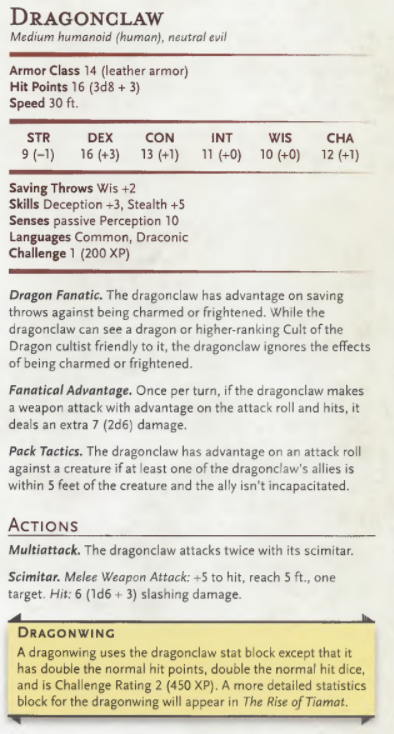 DRAGONCLAW
Medium humanoid (human), neutral evil
Armor Class 14 (leather armor)
Hit Points 16 (3d8 + 3)
Speed 30 ft.
STR DEX CON INT WIS CHA
9 (–1) 16 (+3) 13 (+1) 11 (+0) 10 (+0) 12 (+1)
Saving Throws Wis +2
Skills Deception +3, Stealth +5
Senses passive Perception 10
Languages Common, Draconic
Challenge 1 (200 XP)
Dragon Fanatic. The dragonclaw has advantage on saving
throws against being charmed or frightened. While the
dragonclaw can see a dragon or higher-ranking Cult of the
Dragon cultist friendly to it, the dragonclaw ignores the effects
of being charmed or frightened.
Fanatical Advantage. Once per turn, if the dragonclaw makes
a weapon attack with advantage on the attack roll and hits, it
deals an extra 7 (2d6) damage.
Pack Tactics. The dragonclaw has advantage on an attack roll
against a creature if at least one of the dragonclaw's allies is
within 5 feet of the creature and the ally isn't incapacitated.
ACTIONS
Multiattack. The dragonclaw attacks twice with its scimitar.
Scimitar. Melee Weapon Attack: +5 to hit, reach 5 ft., one
target. Hit: 6 (1d6 + 3) slashing damage.
DRAGONWING
A dragonwing uses the dragonclaw stat block except that it
has double the normal hit points, double the normal hit dice,
and is Challenge Rating 2 (450 XP). A more detailed statistics
block for the dragonwing will appear in The Rise of Tiamat.